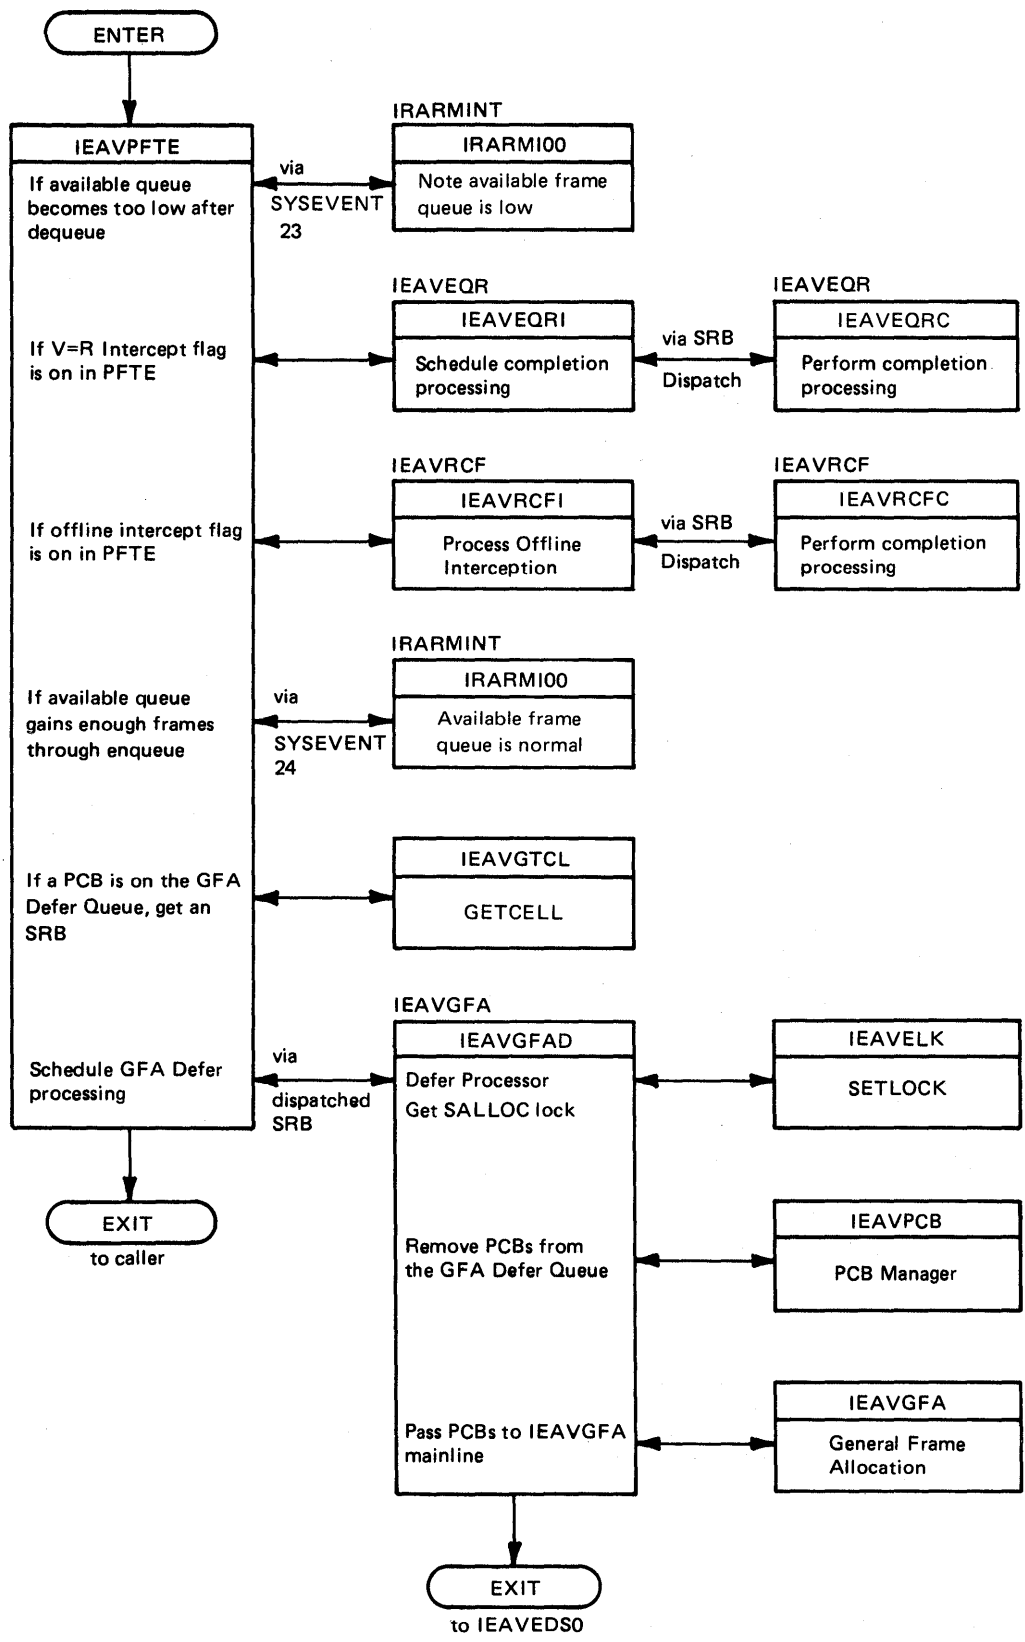 ENTER
IEAVPFTE
If available queue
becomes too low after
dequeue
via
SYSEVENT
23
IRARMINT
IRARMI00
Note available frame
queue is low
If V=R Intercept flag
is on in PFTE
IEAVEQR
IEAVEQRI
Schedule completion
processing
via SRB
Dispatch
IEAVEQR
IEAVEQRC
Perform completion
processing
If offline intercept flag
is on in PFTE
IEAVRCF
IEAVRCFI
Process Offline
Interception
via SRB
Dispatch
IEAVRCF
IEAVRCFC
Perform completion
processing
If available queue
gains enough frames
through enqueue
via
SYSEVENT
24
IRARMINT
IRARMI00
Available frame
queue is normal
If a PCB is on the GFA
Defer Queue, get an
SRB
IEAVGTCL
GETCELL
Schedule GFA Defer
processing
via
dispatched
SRB
IEAVGFA
IEAVGFAD
Defer Processor
Get SALLOC lock
IEAVELK
SETLOCK
EXIT
to caller
Remove PCBs from
the GFA Defer Queue
IEAVPCB
PCB Manager
Pass PCBs to IEAVGFA
mainline
IEAVGFA
General Frame
Allocation
EXIT
to IEAVEDS0